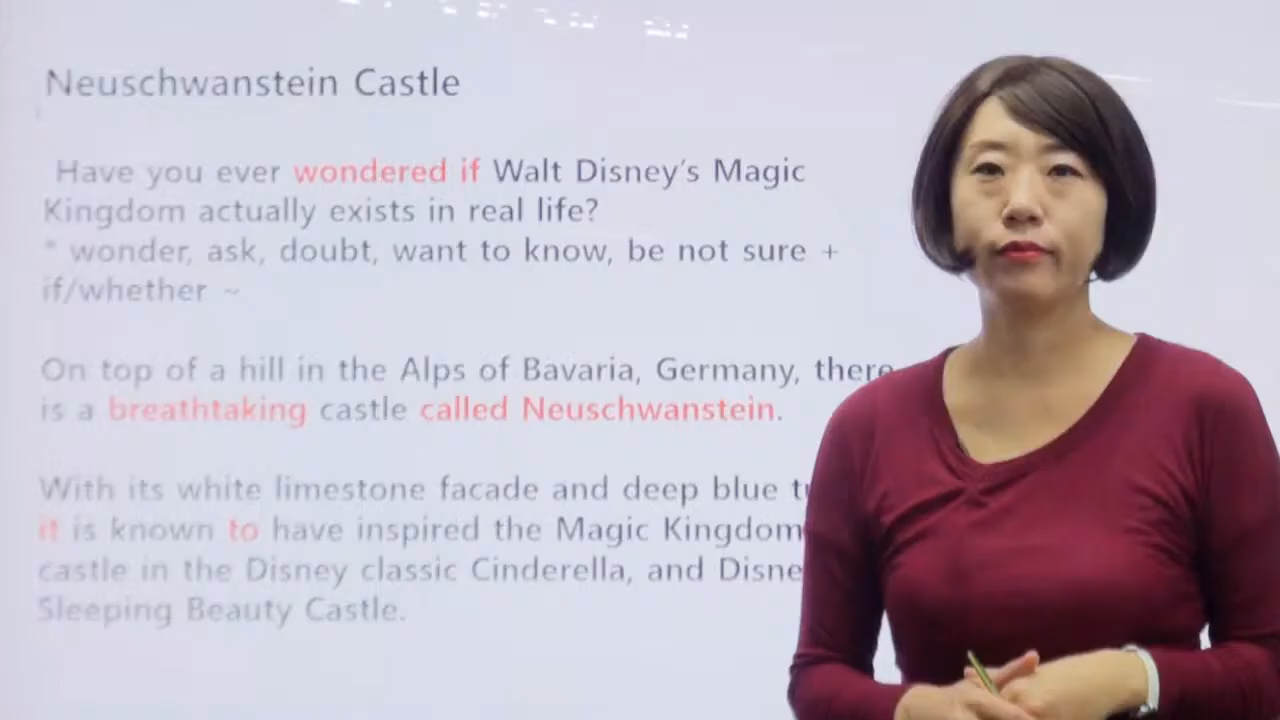 Neuschwanstein Castle
Have you ever wondered if Walt Disney's Magic
Kingdom actually exists in real life?
* wonder, ask, doubt, want to know, be not sure +
if/whether ~
On top of a hill in the Alps of Bavaria, Germany, there
is a breathtaking castle called Neuschwanstein.
With its white limestone facade and deep blue
it is known to have inspired the Magic Kingdom
castle in the Disney classic Cinderella, and
Sleeping Beauty Castle.